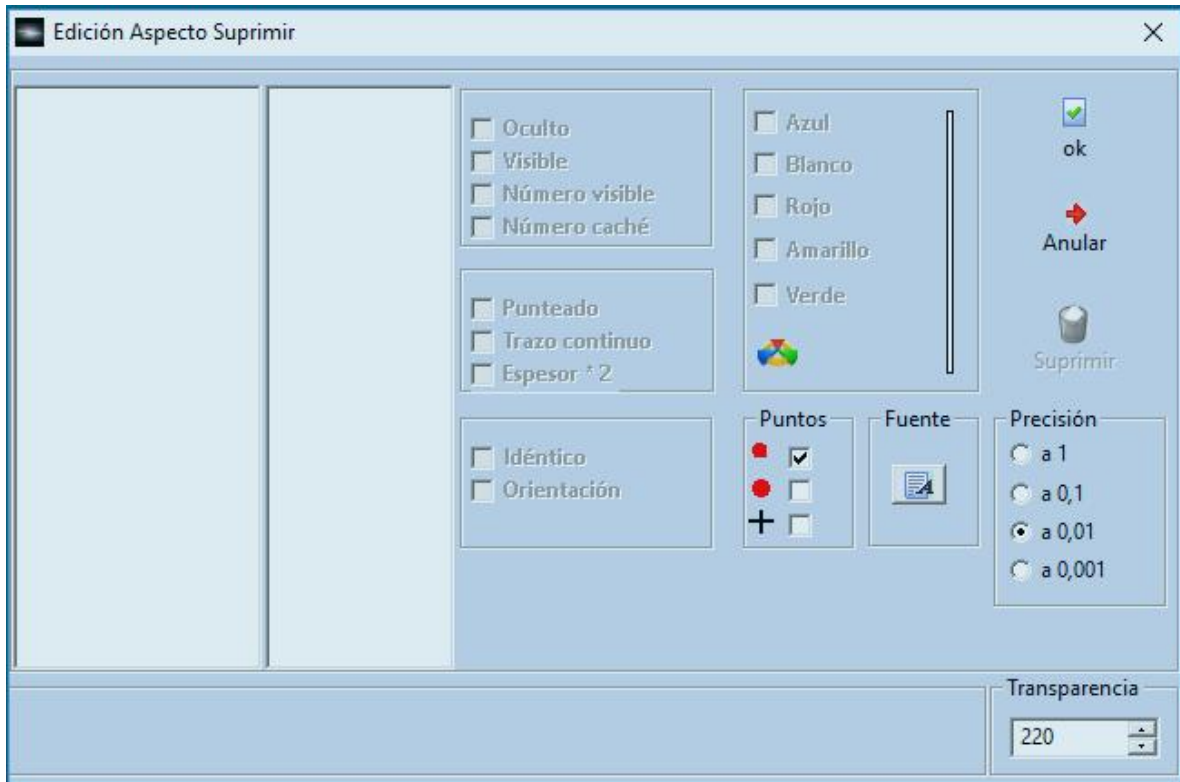 Edición Aspecto Suprimir
Oculto
Visible
Número visible
Número caché
Punteado
Trazo continuo
Espesor * 2
Idéntico
Orientación
Azul
Blanco
Rojo
Amarillo
Verde
ok
Anular
Suprimir
Puntos
Fuente
A
Precisión
a 1
a 0,1
a 0,01
a 0,001
Transparencia
220